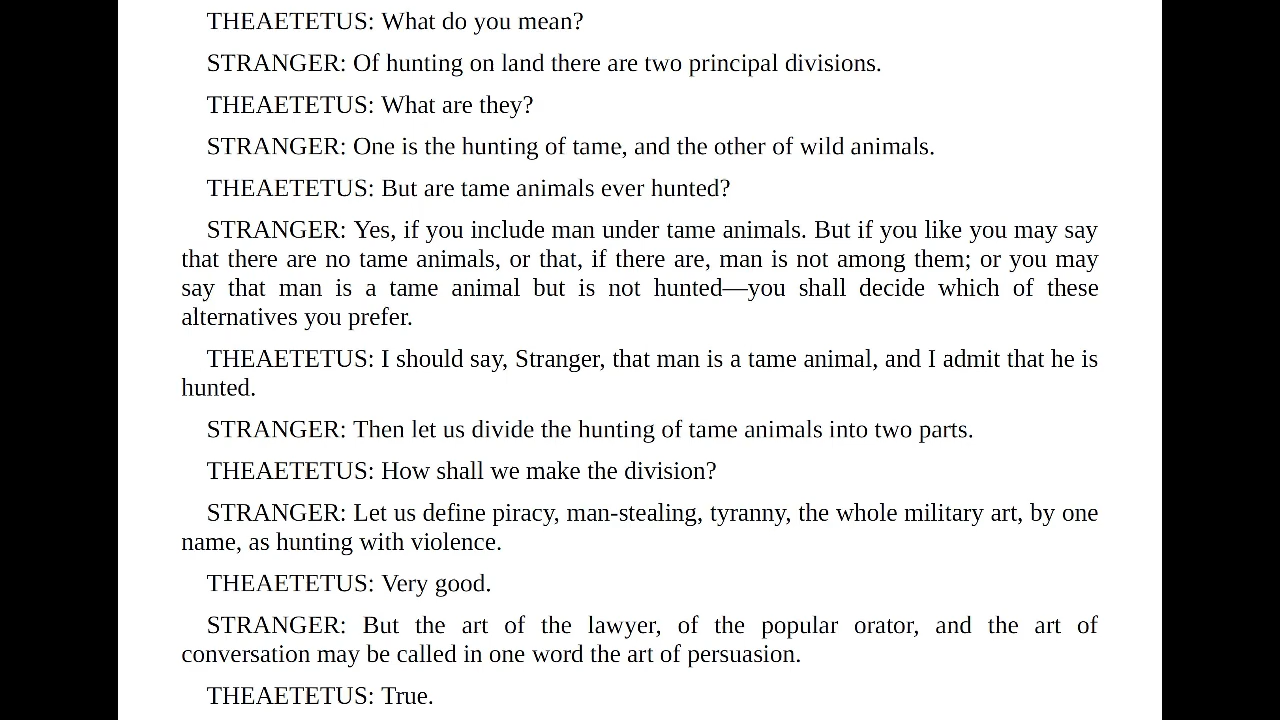 THEAETETUS: What do you mean?
STRANGER: Of hunting on land there are two principal divisions.
THEAETETUS: What are they?
STRANGER: One is the hunting of tame, and the other of wild animals.
THEAETETUS: But are tame animals ever hunted?
STRANGER: Yes, if you include man under tame animals. But if you like you may say
that there are no tame animals, or that, if there are, man is not among them; or you may
say that man is a tame animal but is not hunted—you shall decide which of these
alternatives you prefer.
THEAETETUS: I should say, Stranger, that man is a tame animal, and I admit that he is
hunted.
STRANGER: Then let us divide the hunting of tame animals into two parts.
THEAETETUS: How shall we make the division?
STRANGER: Let us define piracy, man-stealing, tyranny, the whole military art, by one
name, as hunting with violence.
THEAETETUS: Very good.
STRANGER: But the art of the lawyer, of the popular orator, and the art of
conversation may be called in one word the art of persuasion.
THEAETETUS: True.